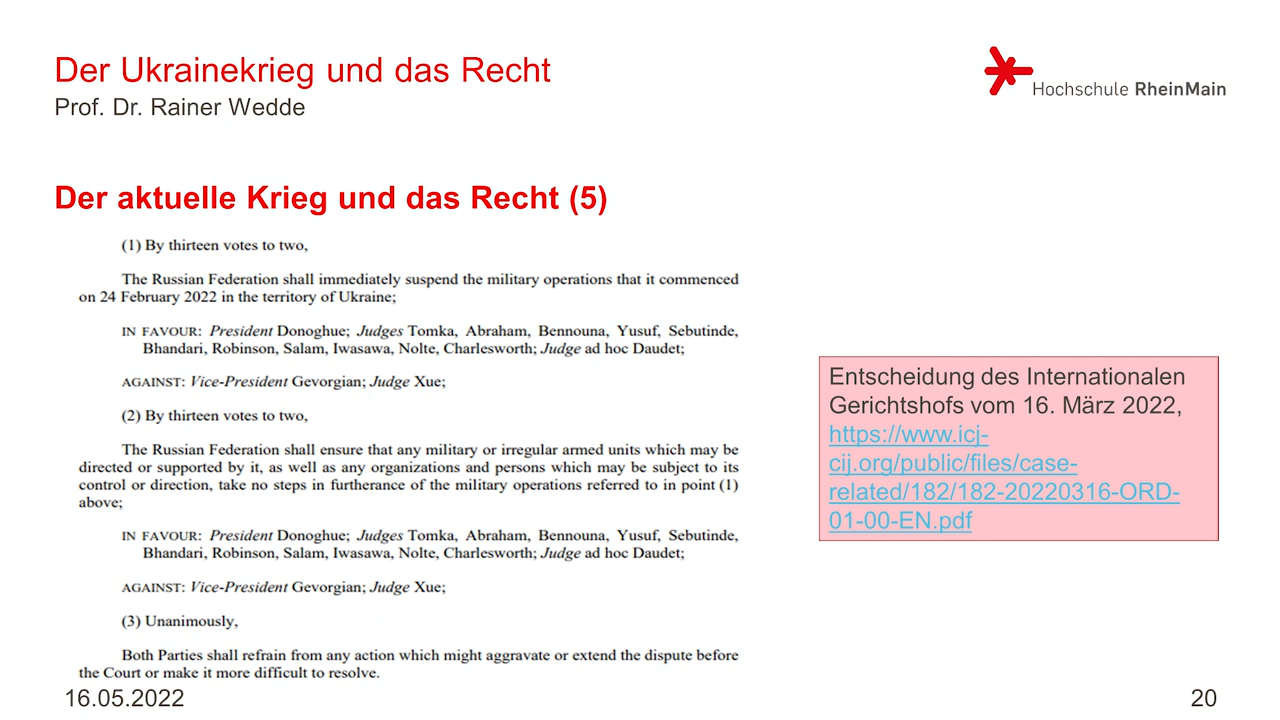 Der Ukrainekrieg und das Recht
Prof. Dr. Rainer Wedde
Hochschule RheinMain
Der aktuelle Krieg und das Recht (5)
(1) By thirteen votes to two,
The Russian Federation shall immediately suspend the military operations that it commenced
on 24 February 2022 in the territory of Ukraine;
IN FAVOUR: President Donoghue; Judges Tomka, Abraham, Bennouna, Yusuf, Sebutinde,
Bhandari, Robinson, Salam, Iwasawa, Nolte, Charlesworth; Judge ad hoc Daudet;
AGAINST: Vice-President Gevorgian; Judge Xue;
(2) By thirteen votes to two,
The Russian Federation shall ensure that any military or irregular armed units which may be
directed or supported by it, as well as any organizations and persons which may be subject to its
control or direction, take no steps in furtherance of the military operations referred to in point (1)
above;
IN FAVOUR: President Donoghue; Judges Tomka, Abraham, Bennouna, Yusuf, Sebutinde,
Bhandari, Robinson, Salam, Iwasawa, Nolte, Charlesworth; Judge ad hoc Daudet;
AGAINST: Vice-President Gevorgian; Judge Xue;
(3) Unanimously,
Both Parties shall refrain from any action which might aggravate or extend the dispute before
the Court or make it more difficult to resolve.
Entscheidung des Internationalen
Gerichtshofs vom 16. März 2022,
https://www.icj-
cij.org/public/files/case-
related/182/182-20220316-ORD-
01-00-EN.pdf
16.05.2022
20